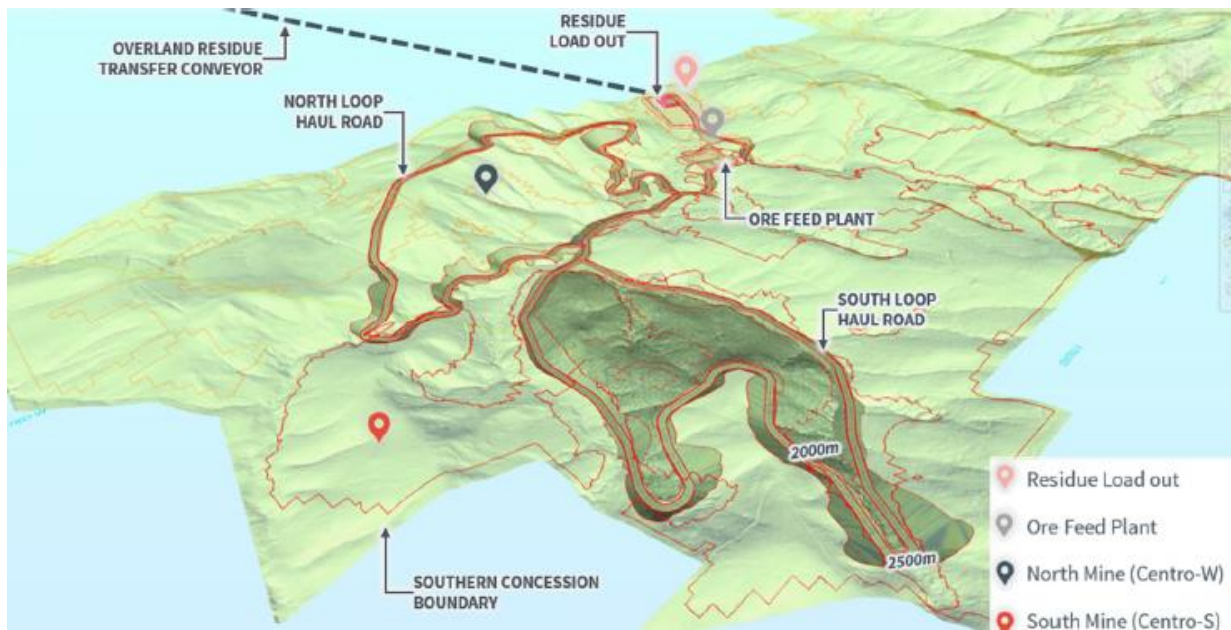 OVERLAND RESIDUE
TRANSFER CONVEYOR
RESIDUE
LOAD OUT
NORTH LOOP
HAUL ROAD
ORE FEED PLANT
SOUTH LOOP
HAUL ROAD
2000m
2500m
SOUTHERN CONCESSION
BOUNDARY
Residue Load out
Ore Feed Plant
North Mine (Centro-W)
South Mine (Centro-S)